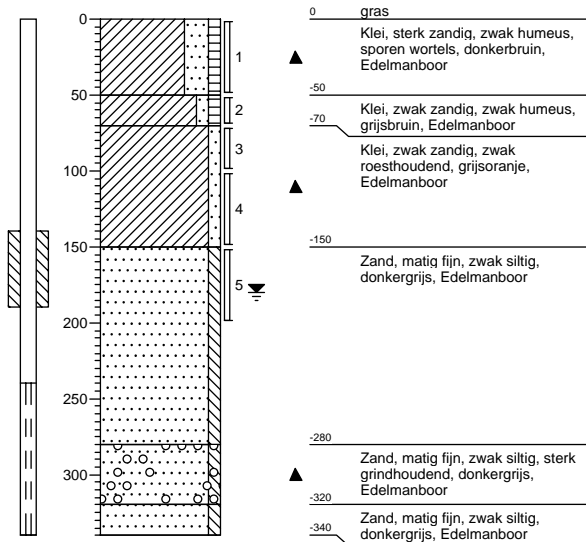 0
50
100
150
200
250
300
1
2
3
4
5
0 gras
Klei, sterk zandig, zwak humeus,
sporen wortels, donkerbruin,
Edelmanboor
-50
Klei, zwak zandig, zwak humeus,
grijsbruin, Edelmanboor
-70
Klei, zwak zandig, zwak
roesthoudend, grijsoranje,
Edelmanboor
-150
Zand, matig fijn, zwak siltig,
donkergrijs, Edelmanboor
-280
Zand, matig fijn, zwak siltig, sterk
grindhoudend, donkergrijs,
Edelmanboor
-320
Zand, matig fijn, zwak siltig,
donkergrijs, Edelmanboor
-340